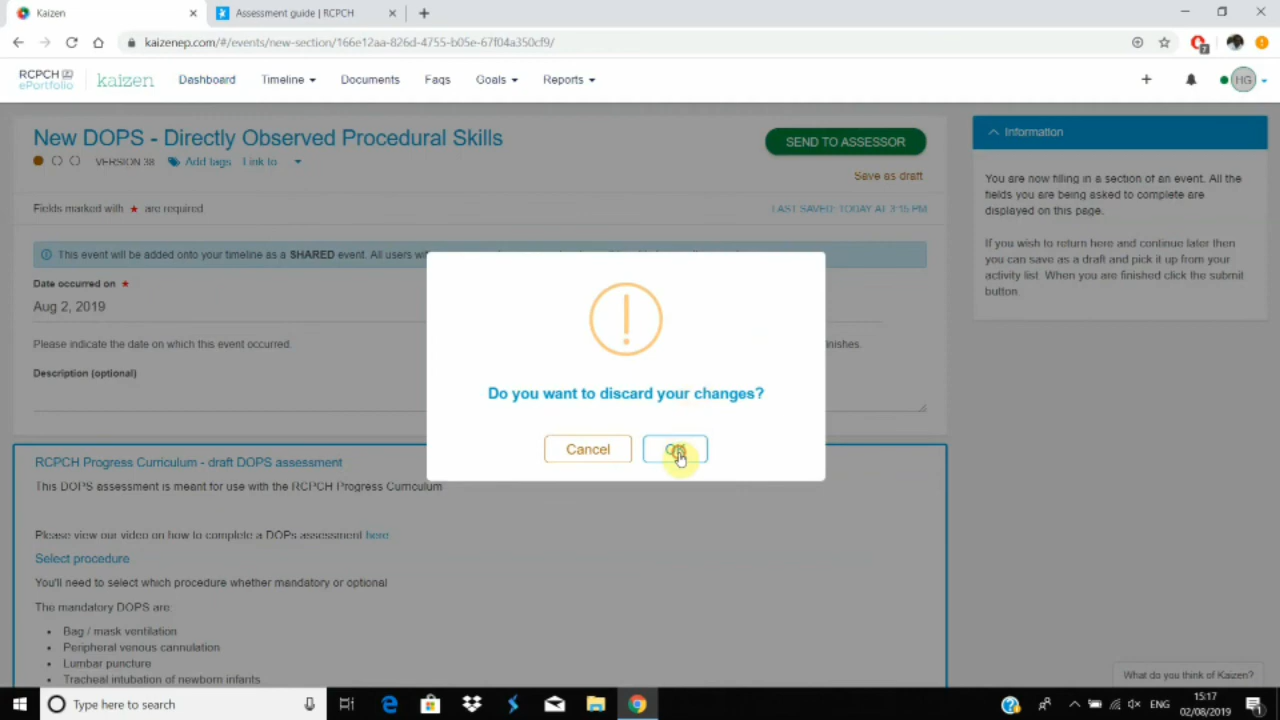 Kaizen
Assessment guide | RCPCH
kaizenep.com/#/events/new-section/166e12aa-826d-4755-b05e-67f04a350cf9/
7
RCPCH
ePortfolio
kaizen
Dashboard
Timeline
Documents
Faqs
Goals
Reports
HG
New DOPS - Directly Observed Procedural Skills
SEND TO ASSESSOR
VERSION 38
Add tags
Link to
Save as draft
Fields marked with ★ are required
LAST SAVED: TODAY AT 3:15 PM
This event will be added onto your timeline as a SHARED event. All users
Date occurred on ★
Aug 2, 2019
Please indicate the date on which this event occurred.
Description (optional)
Information
You are now filling in a section of an event. All the
fields you are being asked to complete are
displayed on this page.
If you wish to return here and continue later then
you can save as a draft and pick it up from your
activity list. When you are finished click the submit
button.
Do you want to discard your changes?
Cancel
RCPCH Progress Curriculum - draft DOPS assessment
This DOPS assessment is meant for use with the RCPCH Progress Curriculum
Please view our video on how to complete a DOPs assessment here
Select procedure
You'll need to select which procedure whether mandatory or optional
The mandatory DOPS are:
Bag / mask ventilation
Peripheral venous cannulation
Lumbar puncture
Tracheal intubation of newborn infants
What do you think of Kaizen?
Type here to search
ENG
15:17
02/08/2019
1